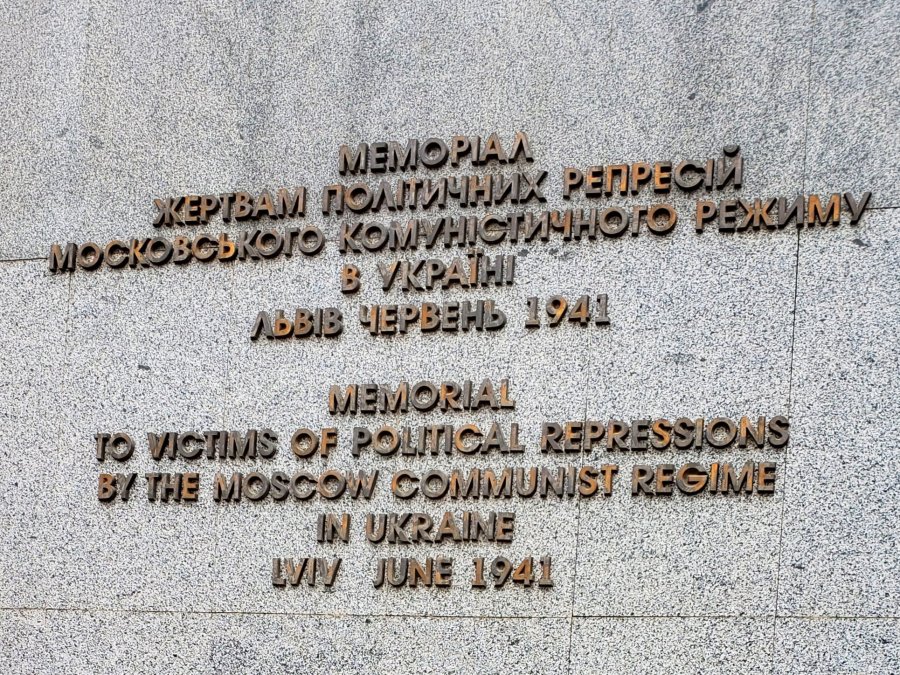 МЕМОРІАЛ
ЖЕРТВАМ ПОЛІТИЧНИХ РЕПРЕСІЙ
МОСКОВСЬКОГО КОМУНІСТИЧНОГО РЕЖИМУ
В УКРАЇНІ
ЛЬВІВ ЧЕРВЕНЬ 1941
MEMORIAL
TO VICTIMS OF POLITICAL REPRESSIONS
BY THE MOSCOW COMMUNIST REGIME
IN UKRAINE
LVIV JUNE 1941